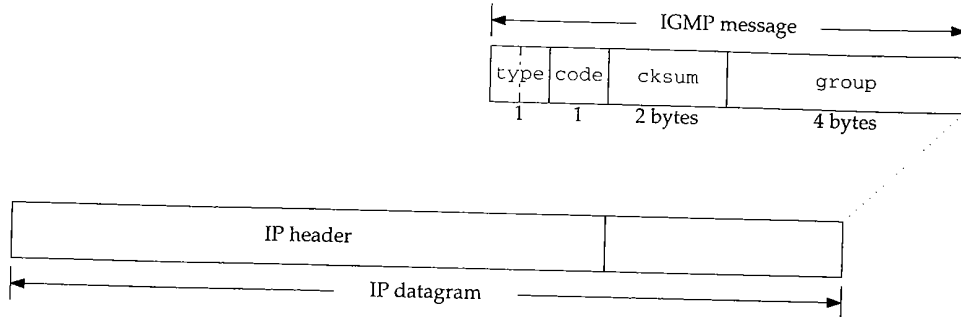 IGMP message
type code cksum group
1 1 2 bytes 4 bytes
IP header
IP datagram